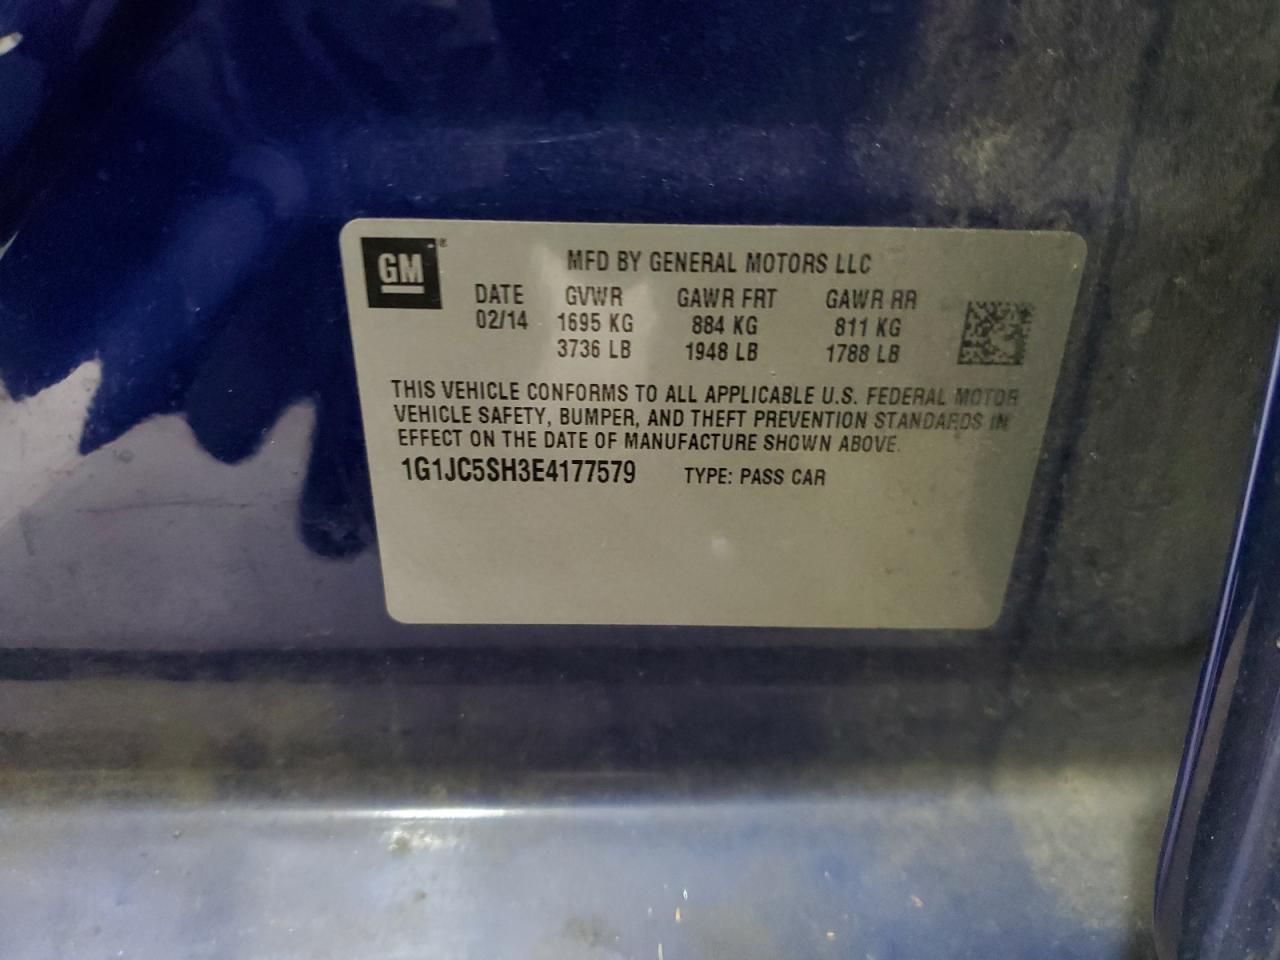 GM®
MFD BY GENERAL MOTORS LLC
DATE GVWR GAWR FRT GAWR RR
02/14 1695 KG 884 KG 811 KG
3736 LB 1948 LB 1788 LB
THIS VEHICLE CONFORMS TO ALL APPLICABLE U.S. FEDERAL MOTOR
VEHICLE SAFETY, BUMPER, AND THEFT PREVENTION STANDARDS IN
EFFECT ON THE DATE OF MANUFACTURE SHOWN ABOVE.
1G1JC5SH3E4177579 TYPE: PASS CAR